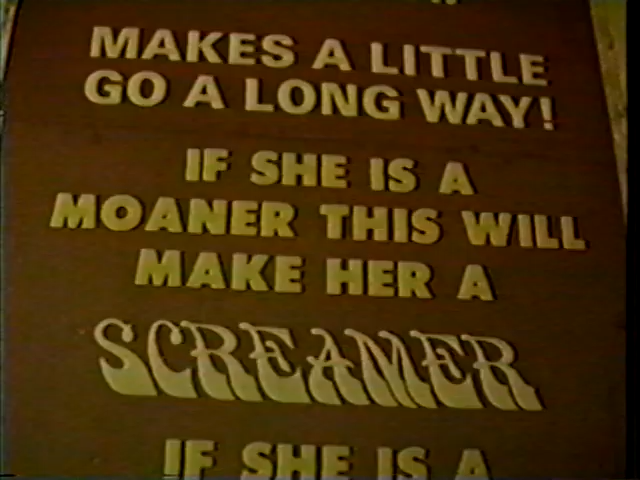 MAKES A LITTLE
GO A LONG WAY!
IF SHE IS A
MOANER THIS WILL
MAKE HER A
SCREAMER
IF SHE IS A